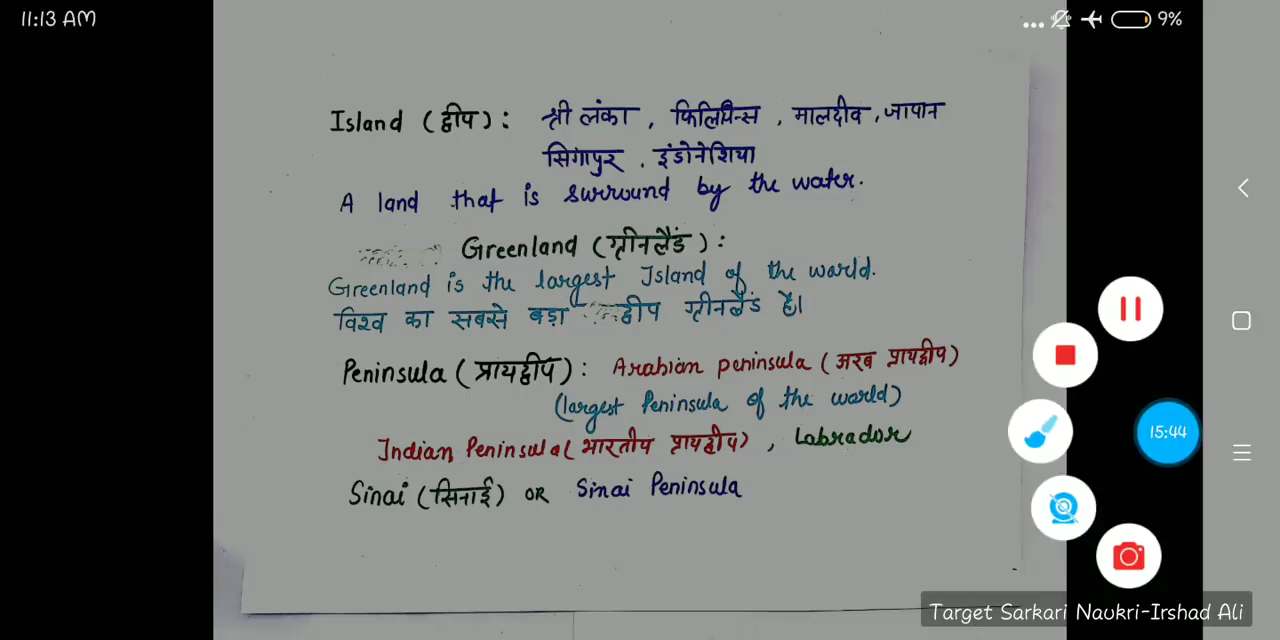 11:13 AM
9%
Island (द्वीप) : श्री लंका , फिलिपिन्स , मालदीव , जापान
सिंगापुर , इंडोनेशिया
A land that is surround by the water.
Greenland (ग्रीनलैंड) :
Greenland is the largest Island of the world.
विश्व का सबसे बड़ा द्वीप ग्रीनलैंड है।
Peninsula (प्रायद्वीप) : Arabian peninsula (अरब प्रायद्वीप)
(largest Peninsula of the world)
Indian Peninsula (भारतीय प्रायद्वीप) , Labrador
Sinai (सिनाई) OR Sinai Peninsula
15:44
Target Sarkari Naukri-Irshad Ali